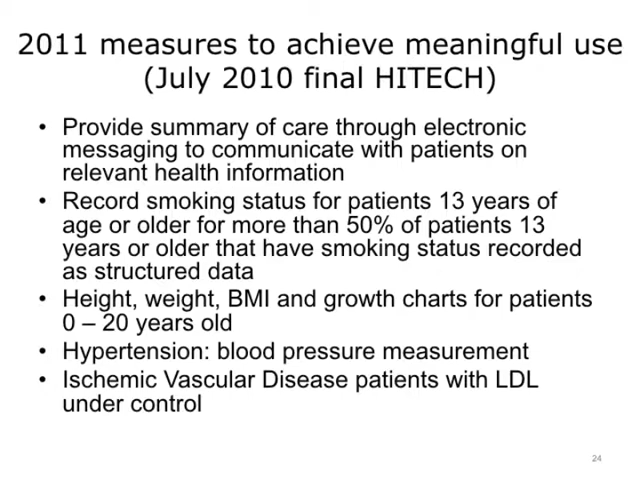 2011 measures to achieve meaningful use
(July 2010 final HITECH)
• Provide summary of care through electronic
messaging to communicate with patients on
relevant health information
• Record smoking status for patients 13 years of
age or older for more than 50% of patients 13
years or older that have smoking status recorded
as structured data
• Height, weight, BMI and growth charts for patients
0 – 20 years old
• Hypertension: blood pressure measurement
• Ischemic Vascular Disease patients with LDL
under control
24